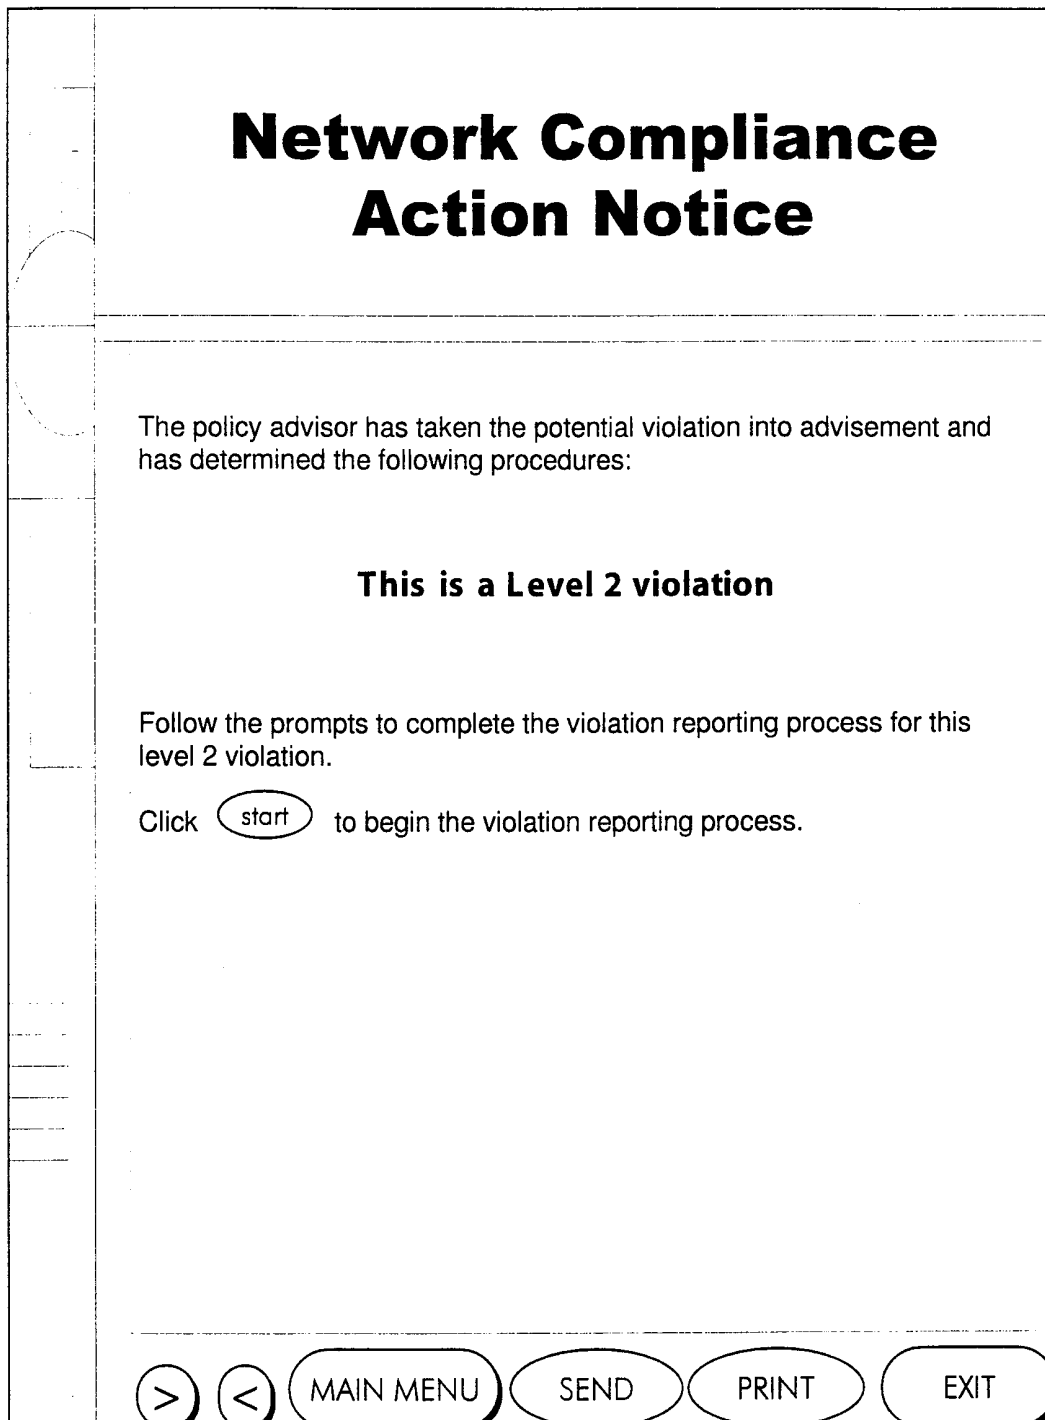 Network Compliance
Action Notice
The policy advisor has taken the potential violation into advisement and
has determined the following procedures:
This is a Level 2 violation
Follow the prompts to complete the violation reporting process for this
level 2 violation.
Click start to begin the violation reporting process.
> < MAIN MENU SEND PRINT EXIT